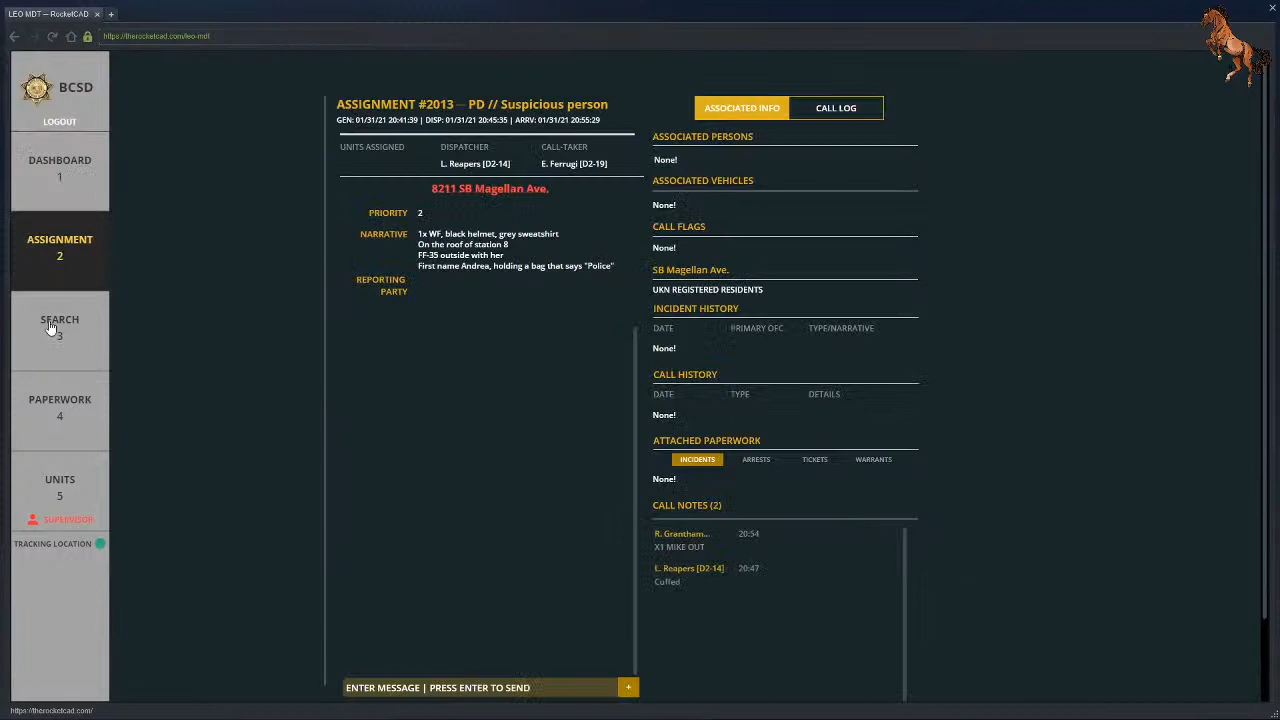 LEO MDT — RocketCAD
https://therocketcad.com/leo-mdt
BCSD
LOGOUT
DASHBOARD
1
ASSIGNMENT
2
SEARCH
3
PAPERWORK
4
UNITS
5
SUPERVISOR
TRACKING LOCATION
ASSIGNMENT #2013 — PD // Suspicious person
GEN: 01/31/21 20:41:39 | DISP: 01/31/21 20:45:35 | ARRV: 01/31/21 20:55:29
UNITS ASSIGNED DISPATCHER CALL-TAKER
L. Reapers [D2-14] E. Ferrugi [D2-19]
8211 SB Magellan Ave.
PRIORITY 2
NARRATIVE 1x WF, black helmet, grey sweatshirt
On the roof of station 8
FF-35 outside with her
First name Andrea, holding a bag that says "Police"
REPORTING
PARTY
ENTER MESSAGE | PRESS ENTER TO SEND +
ASSOCIATED INFO CALL LOG
ASSOCIATED PERSONS
None!
ASSOCIATED VEHICLES
None!
CALL FLAGS
None!
SB Magellan Ave.
UKN REGISTERED RESIDENTS
INCIDENT HISTORY
DATE PRIMARY OFC TYPE/NARRATIVE
None!
CALL HISTORY
DATE TYPE DETAILS
None!
ATTACHED PAPERWORK
INCIDENTS ARRESTS TICKETS WARRANTS
None!
CALL NOTES (2)
R. Grantham... 20:54
X1 MIKE OUT
L. Reapers [D2-14] 20:47
Cuffed
https://therocketcad.com/